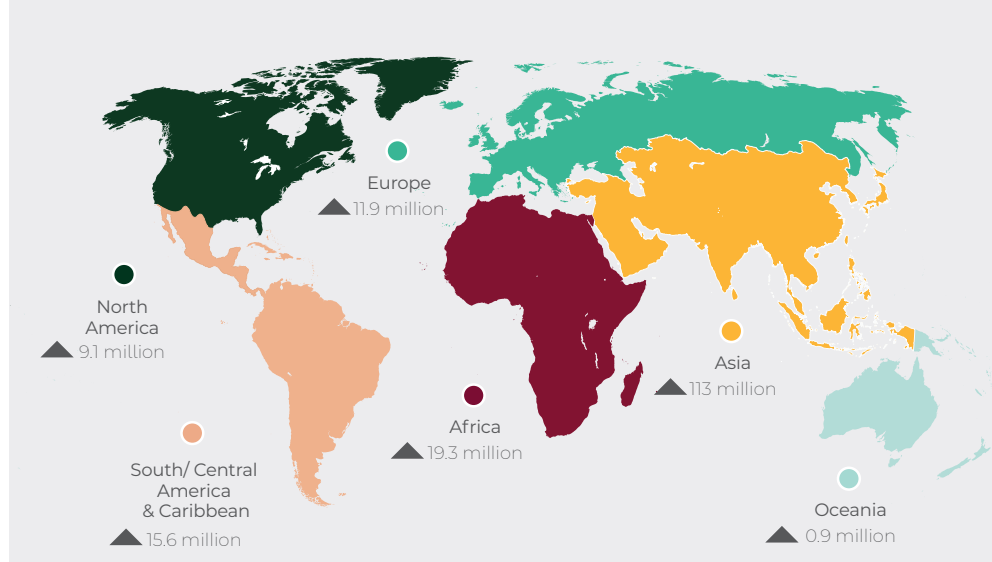 Europe
11.9 million
North
America
9.1 million
Asia
113 million
Africa
19.3 million
South/ Central
America
& Caribbean
15.6 million
Oceania
0.9 million